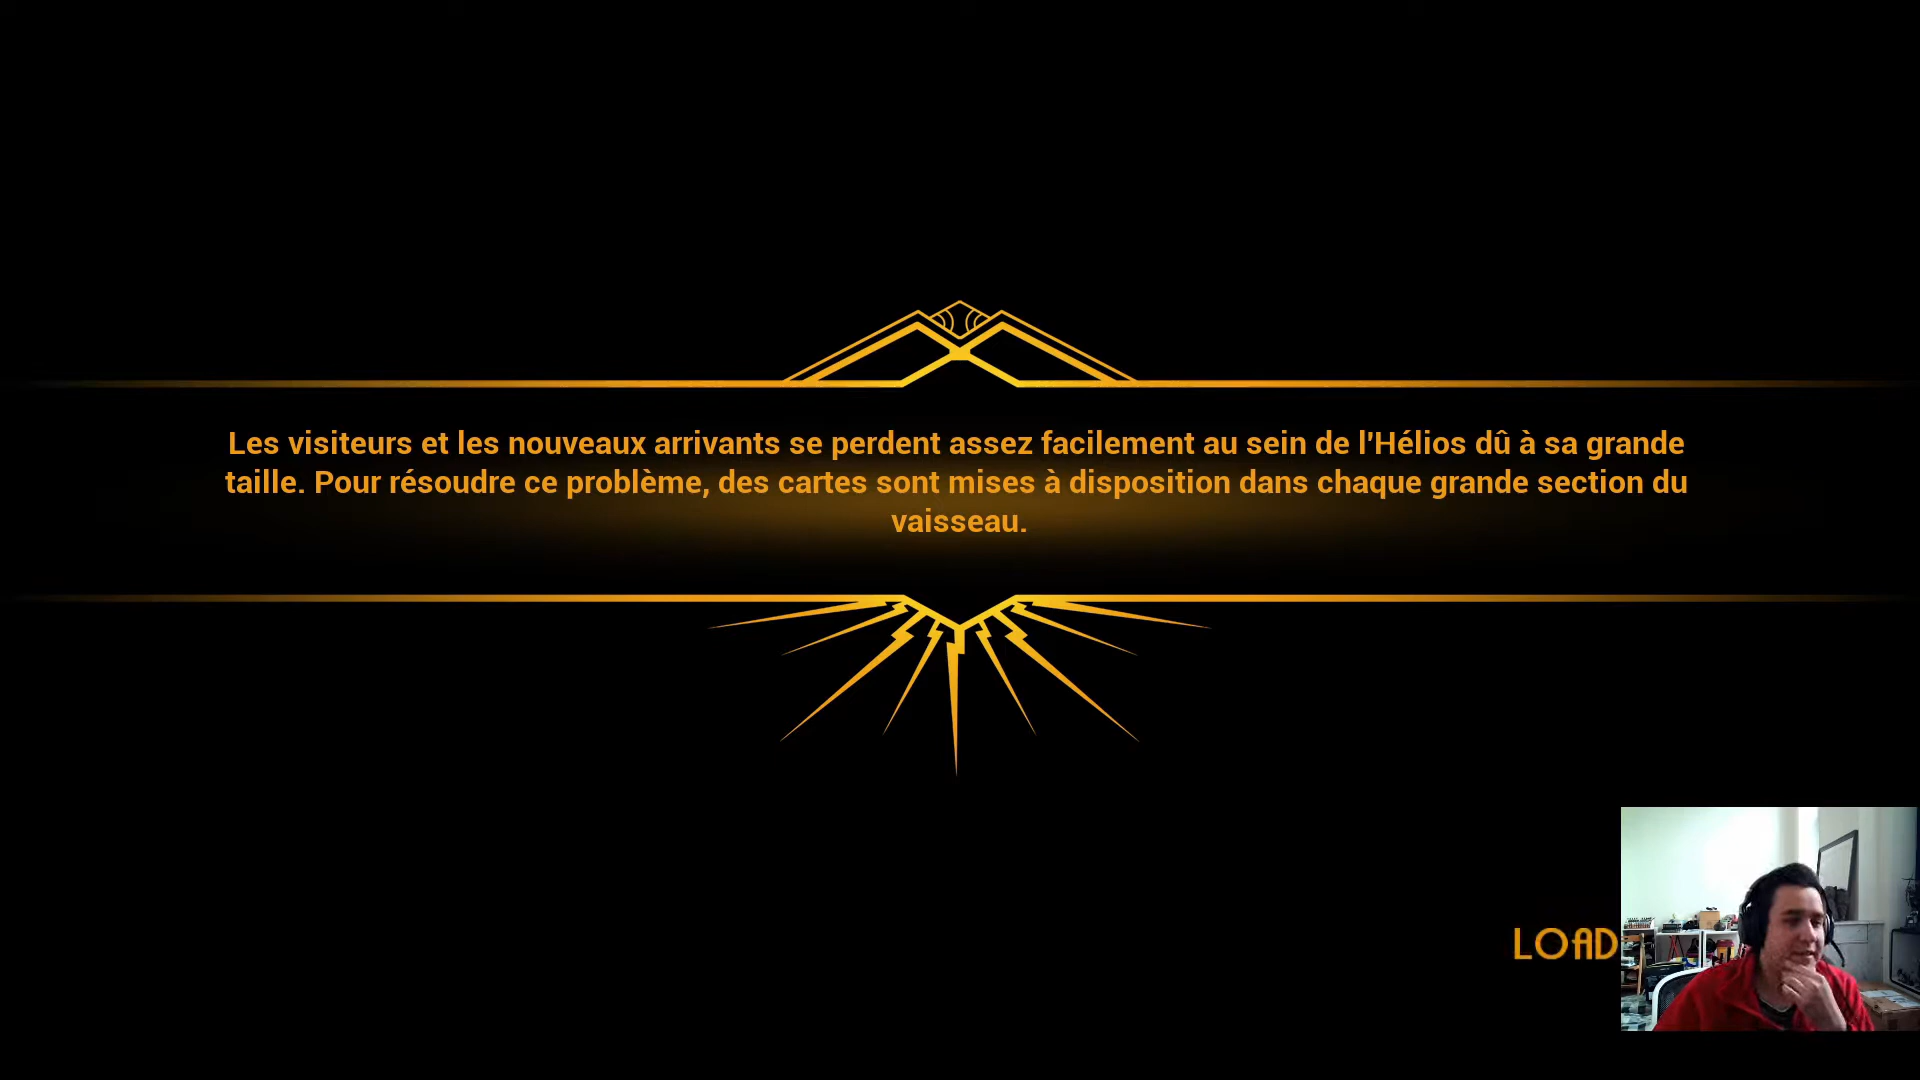 Les visiteurs et les nouveaux arrivants se perdent assez facilement au sein de l'Hélios dû à sa grande
taille. Pour résoudre ce problème, des cartes sont mises à disposition dans chaque grande section du
vaisseau.
LOAD